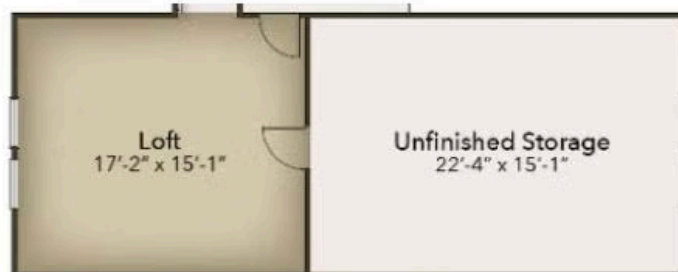 Loft
17'-2" x 15'-1"
Unfinished Storage
22'-4" x 15'-1"